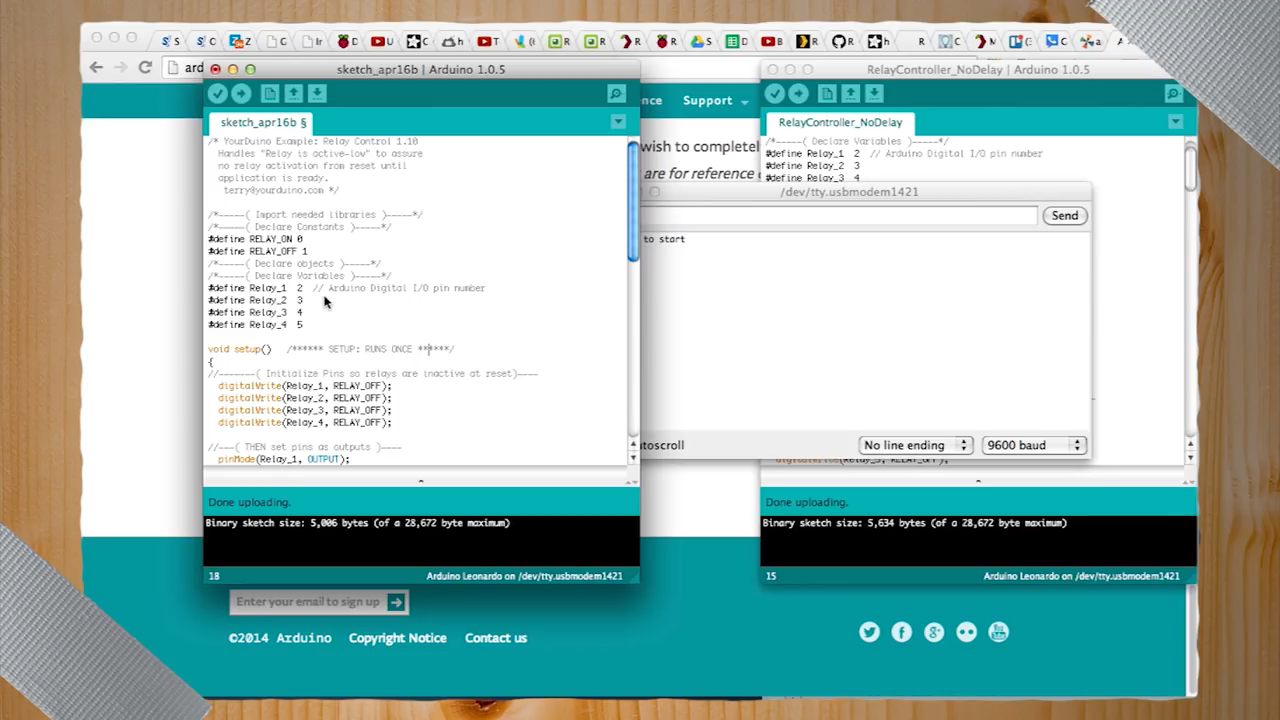 S
S
Z
C
Ir
D
U
C
h
T
(
R
R
R
R
S
D
B
R
R
h
R
C
M
[
C
a
A
ard
sketch_apr16b | Arduino 1.0.5
RelayController_NoDelay | Arduino 1.0.5
ence Support
sketch_apr16b §
RelayController_NoDelay
/* YourDuino Example: Relay Control 1.10
Handles "Relay is active-low" to assure
no relay activation from reset until
application is ready.
terry@yourduino.com */
/*-----( Import needed libraries )-----*/
/*-----( Declare Constants )-----*/
#define RELAY_ON 0
#define RELAY_OFF 1
/*-----( Declare objects )-----*/
/*-----( Declare Variables )-----*/
#define Relay_1 2 // Arduino Digital I/O pin number
#define Relay_2 3
#define Relay_3 4
#define Relay_4 5
void setup() /****** SETUP: RUNS ONCE ******/
{
//-------( Initialize Pins so relays are inactive at reset)----
digitalWrite(Relay_1, RELAY_OFF);
digitalWrite(Relay_2, RELAY_OFF);
digitalWrite(Relay_3, RELAY_OFF);
digitalWrite(Relay_4, RELAY_OFF);
//---( THEN set pins as outputs )----
pinMode(Relay_1, OUTPUT);
Done uploading.
Binary sketch size: 5,006 bytes (of a 28,672 byte maximum)
18 Arduino Leonardo on /dev/tty.usbmodem1421
wish to complete
are for reference
/*-----( Declare Variables )-----*/
#define Relay_1 2 // Arduino Digital I/O pin number
#define Relay_2 3
#define Relay_3 4
/dev/tty.usbmodem1421
Send
to start
toscroll
No line ending
9600 baud
digitalWrite(Relay_3, RELAY_OFF);
Done uploading.
Binary sketch size: 5,634 bytes (of a 28,672 byte maximum)
15 Arduino Leonardo on /dev/tty.usbmodem1421
Enter your email to sign up
©2014 Arduino Copyright Notice Contact us